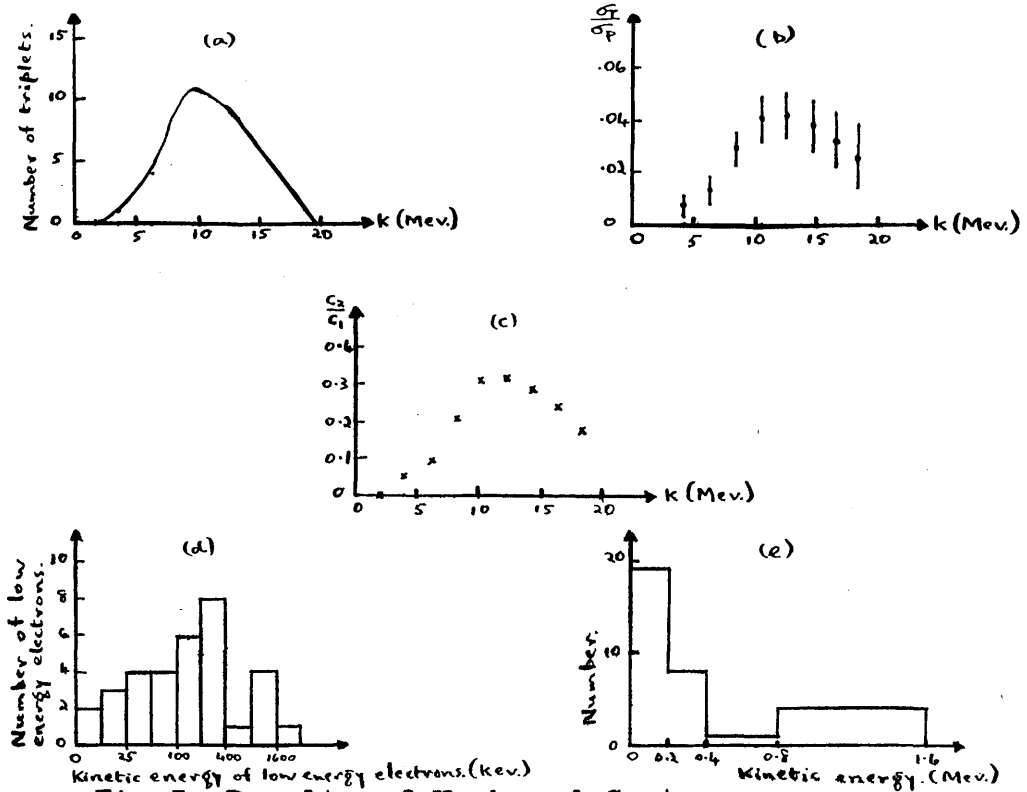 Number of triplets.
(a)
15
10
5
0
0 5 10 15 20
k (Mev.)
σT
σP
(b)
.06
.04
.02
0
0 5 10 15 20
k (Mev.)
C2
C1
(c)
0.4
0.3
0.2
0.1
0
0 5 10 15 20
k (Mev.)
Number of low
energy electrons.
(d)
10
8
6
4
2
0
0 25 100 400 1600
Kinetic energy of low energy electrons. (kev.)
Number.
(e)
20
10
0
0 0.2 0.4 0.8 1.6
Kinetic energy. (Mev.)